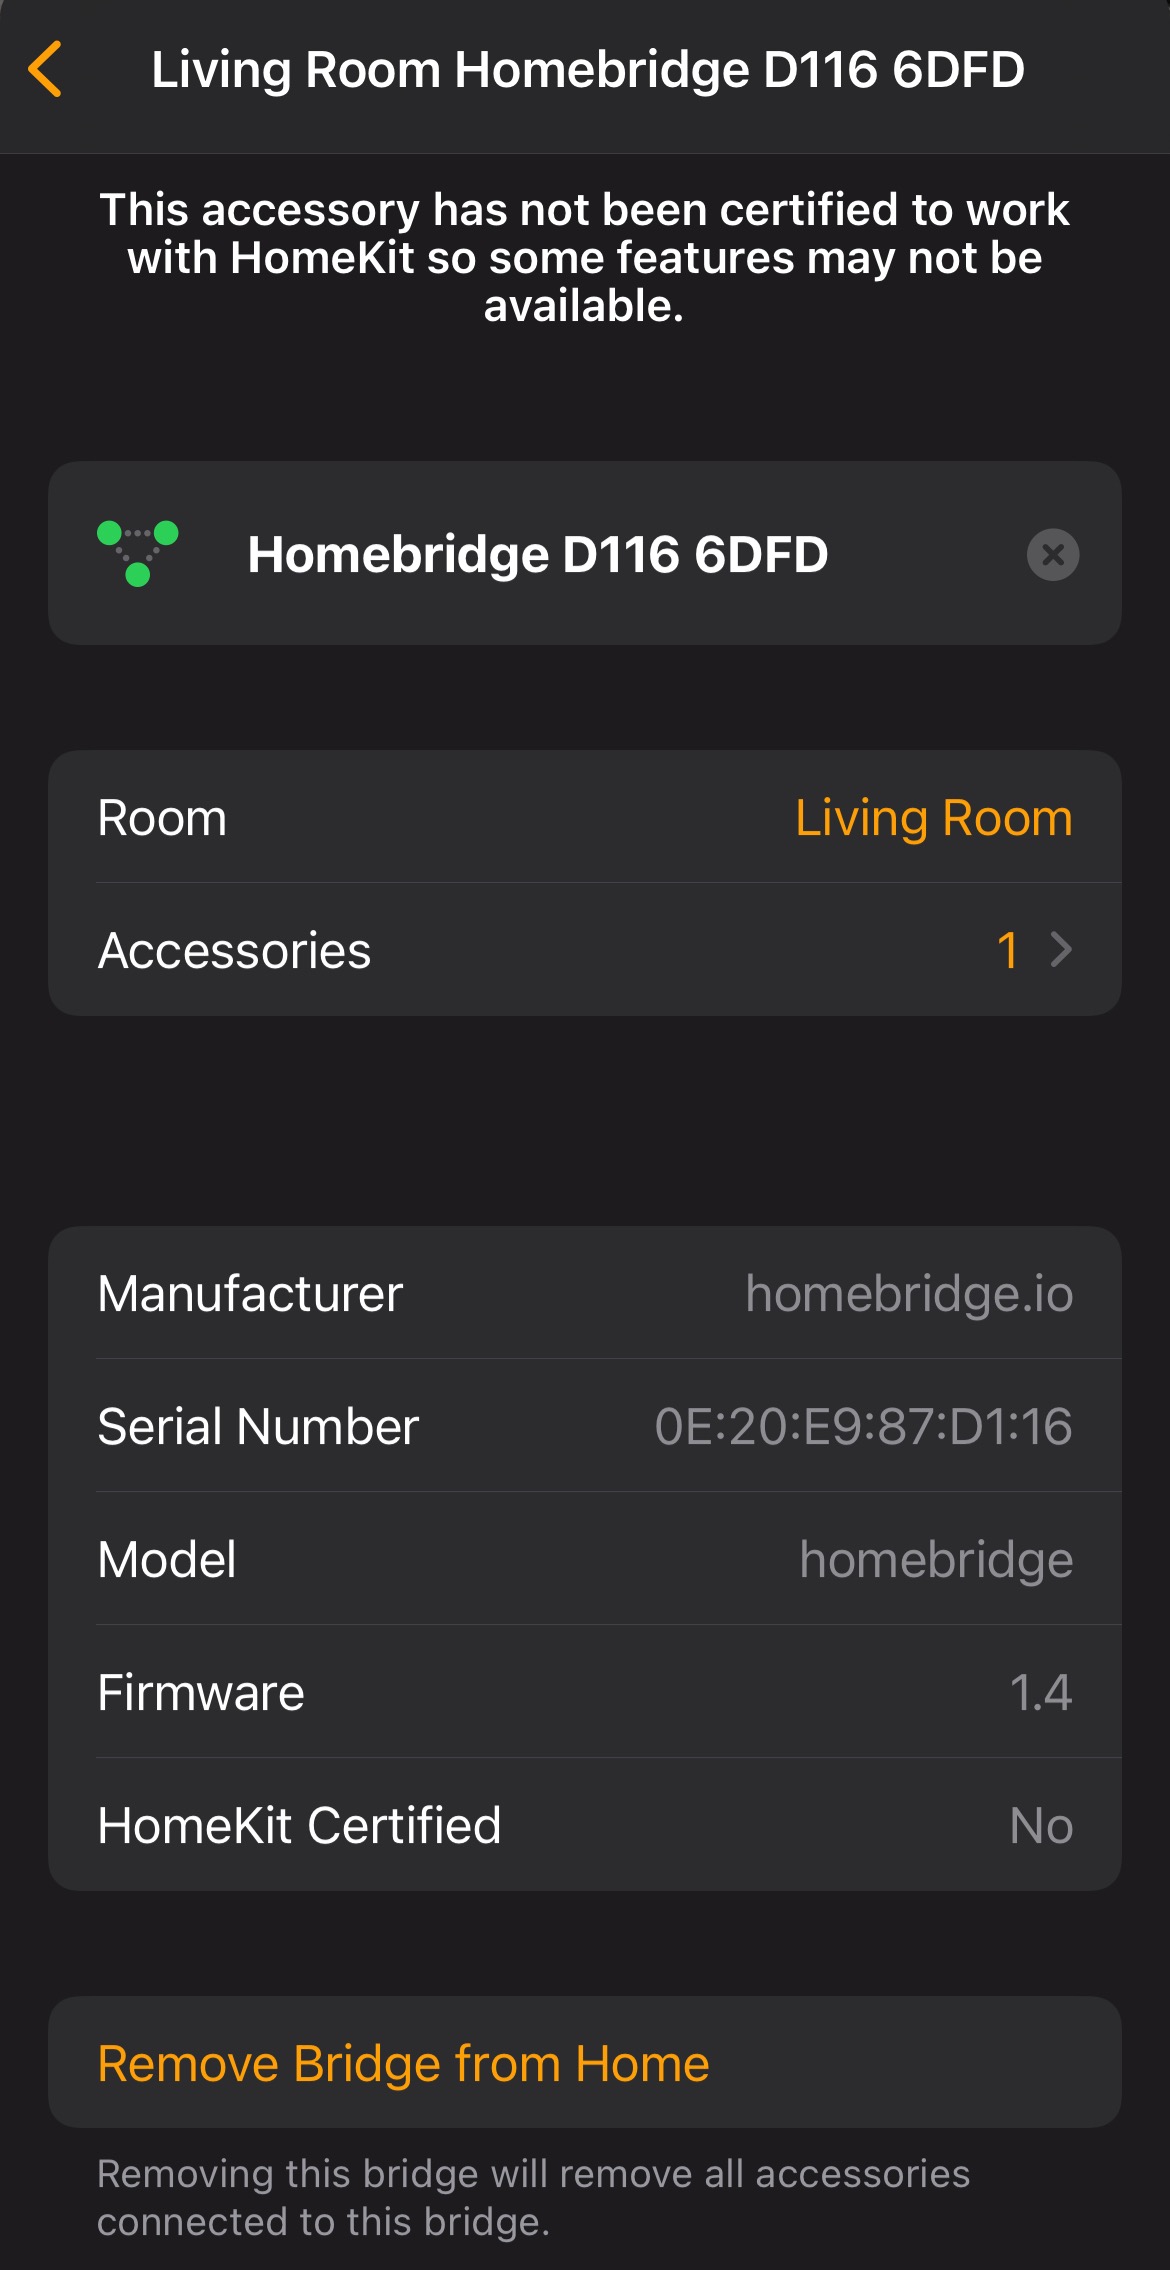 Living Room Homebridge D116 6DFD
This accessory has not been certified to work
with HomeKit so some features may not be
available.
Homebridge D116 6DFD
Room Living Room
Accessories 1
Manufacturer homebridge.io
Serial Number 0E:20:E9:87:D1:16
Model homebridge
Firmware 1.4
HomeKit Certified No
Remove Bridge from Home
Removing this bridge will remove all accessories
connected to this bridge.